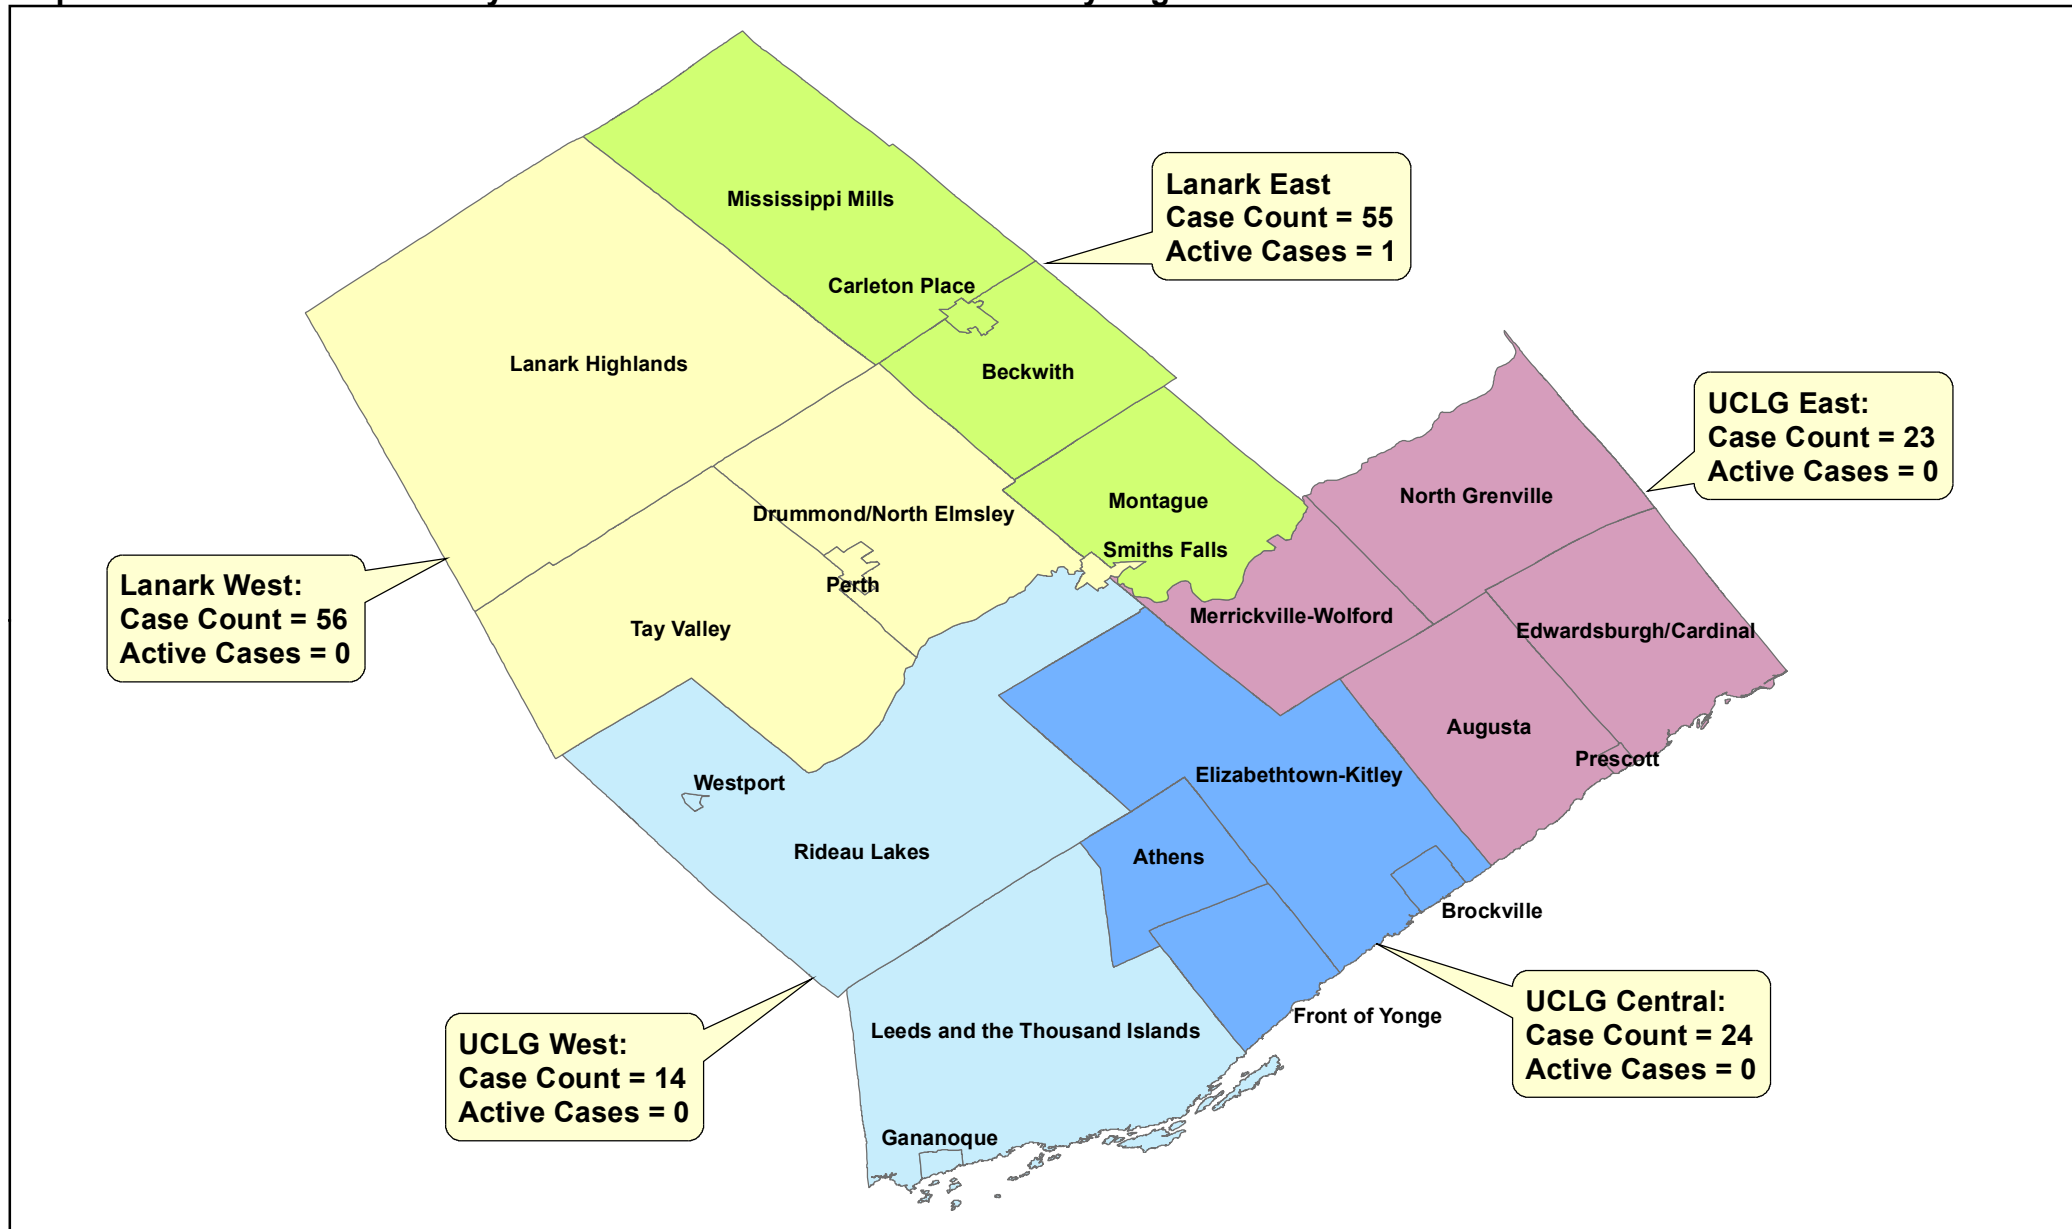 Mississippi Mills
Lanark East
Case Count = 55
Active Cases = 1
Carleton Place
Lanark Highlands
Beckwith
UCLG East:
Case Count = 23
Active Cases = 0
North Grenville
Montague
Drummond/North Elmsley
Smiths Falls
Perth
Lanark West:
Case Count = 56
Active Cases = 0
Tay Valley
Merrickville-Wolford
Edwardsburgh/Cardinal
Augusta
Prescott
Elizabethtown-Kitley
Westport
Rideau Lakes
Athens
Brockville
UCLG Central:
Case Count = 24
Active Cases = 0
Front of Yonge
Leeds and the Thousand Islands
UCLG West:
Case Count = 14
Active Cases = 0
Gananoque